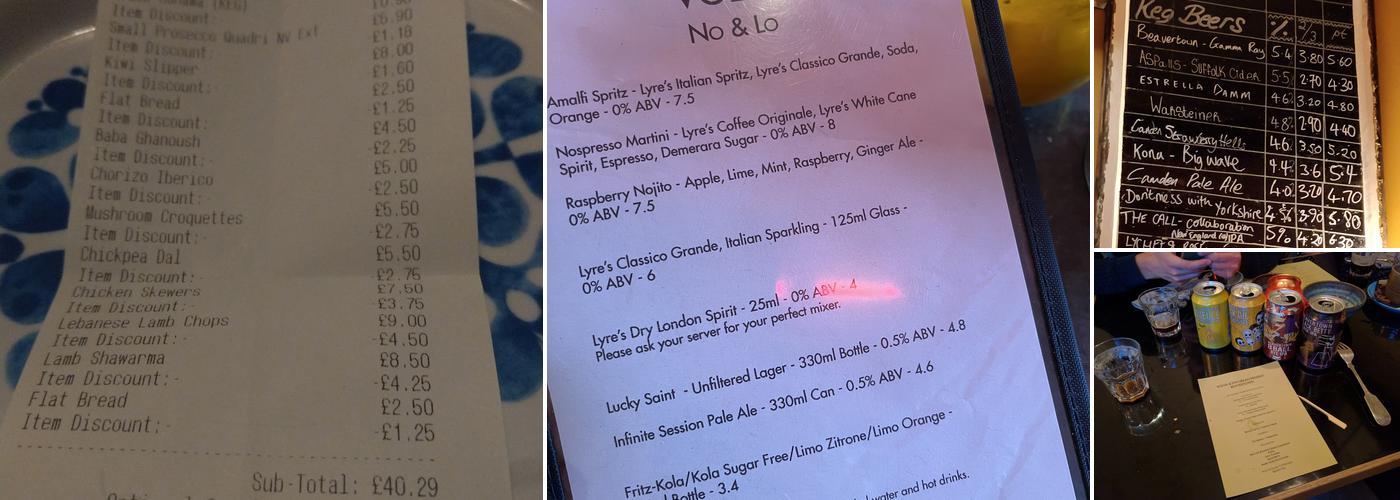 Item Discount:
Small Prosecco Quadri NV Ext
Item Discount:
Kiwi Slipper
Item Discount:
Flat Bread
Item Discount:
Baba Ghanoush
Item Discount:-
Chorizo Iberico
Item Discount:-
Mushroom Croquettes
Item Discount:-
Chickpea Dal
Item Discount:-
Chicken Skewers
Item Discount:-
Lebanese Lamb Chops
Item Discount:-
Lamb Shawarma
Item Discount:-
Flat Bread
Item Discount:-
£5.90
£1.18
£8.00
£1.60
£2.50
-£1.25
£4.50
-£2.25
£5.00
-£2.50
£5.50
-£2.75
£5.50
-£2.75
£7.50
-£3.75
£9.00
-£4.50
£8.50
-£4.25
£2.50
-£1.25
Sub-Total: £40.29
No & Lo
Amalfi Spritz - Lyre's Italian Spritz, Lyre's Classico Grande, Soda,
Orange - 0% ABV - 7.5
Nospresso Martini - Lyre's Coffee Originale, Lyre's White Cane
Spirit, Espresso, Demerara Sugar - 0% ABV - 8
Raspberry Nojito - Apple, Lime, Mint, Raspberry, Ginger Ale -
0% ABV - 7.5
Lyre's Classico Grande, Italian Sparkling - 125ml Glass -
0% ABV - 6
Lyre's Dry London Spirit - 25ml - 0% ABV - 4
Please ask your server for your perfect mixer.
Lucky Saint - Unfiltered Lager - 330ml Bottle - 0.5% ABV - 4.8
Infinite Session Pale Ale - 330ml Can - 0.5% ABV - 4.6
Fritz-Kola/Kola Sugar Free/Limo Zitrone/Limo Orange -
Bottle - 3.4
water and hot drinks.
Keg Beers % 2/3 pt
Beavertown - Gamma Ray 5.4 3.80 5.60
ASPalls - SUFFOLK CiDER 5.5% 2.70 4.30
ESTRELLA DAMM 4.6% 3.20 4.80
Warsteiner 4.8% 2.90 4.40
Camden Strawberry Hells 4.6% 3.50 5.20
Kona - Big wave 4.4% 3.6 5.4
Camden Pale Ale 4.0% 3.20 4.70
Dontness with Yorkshire 3.90 5.80
THE CALL - collaboration 5% 4.20 6.30
New England IPA